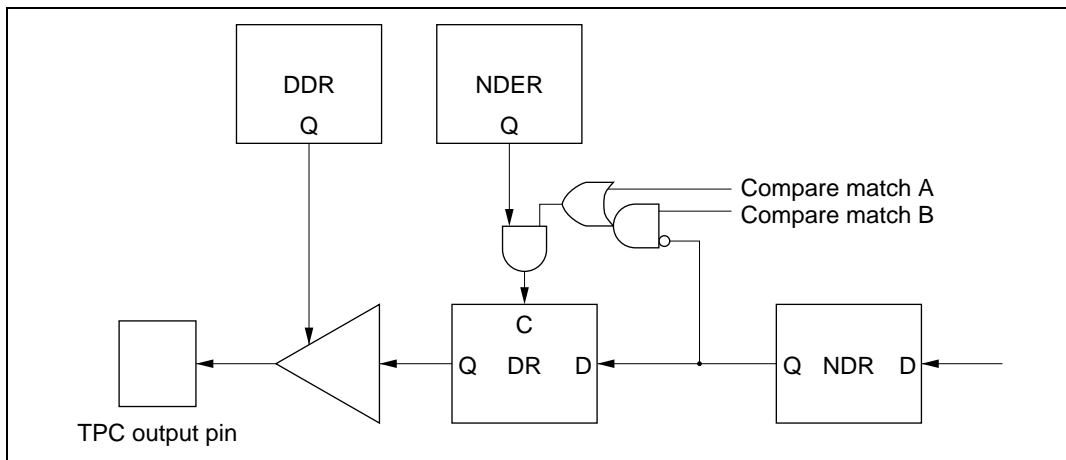 DDR
Q
NDER
Q
Compare match A
Compare match B
C
Q DR D
Q NDR D
TPC output pin